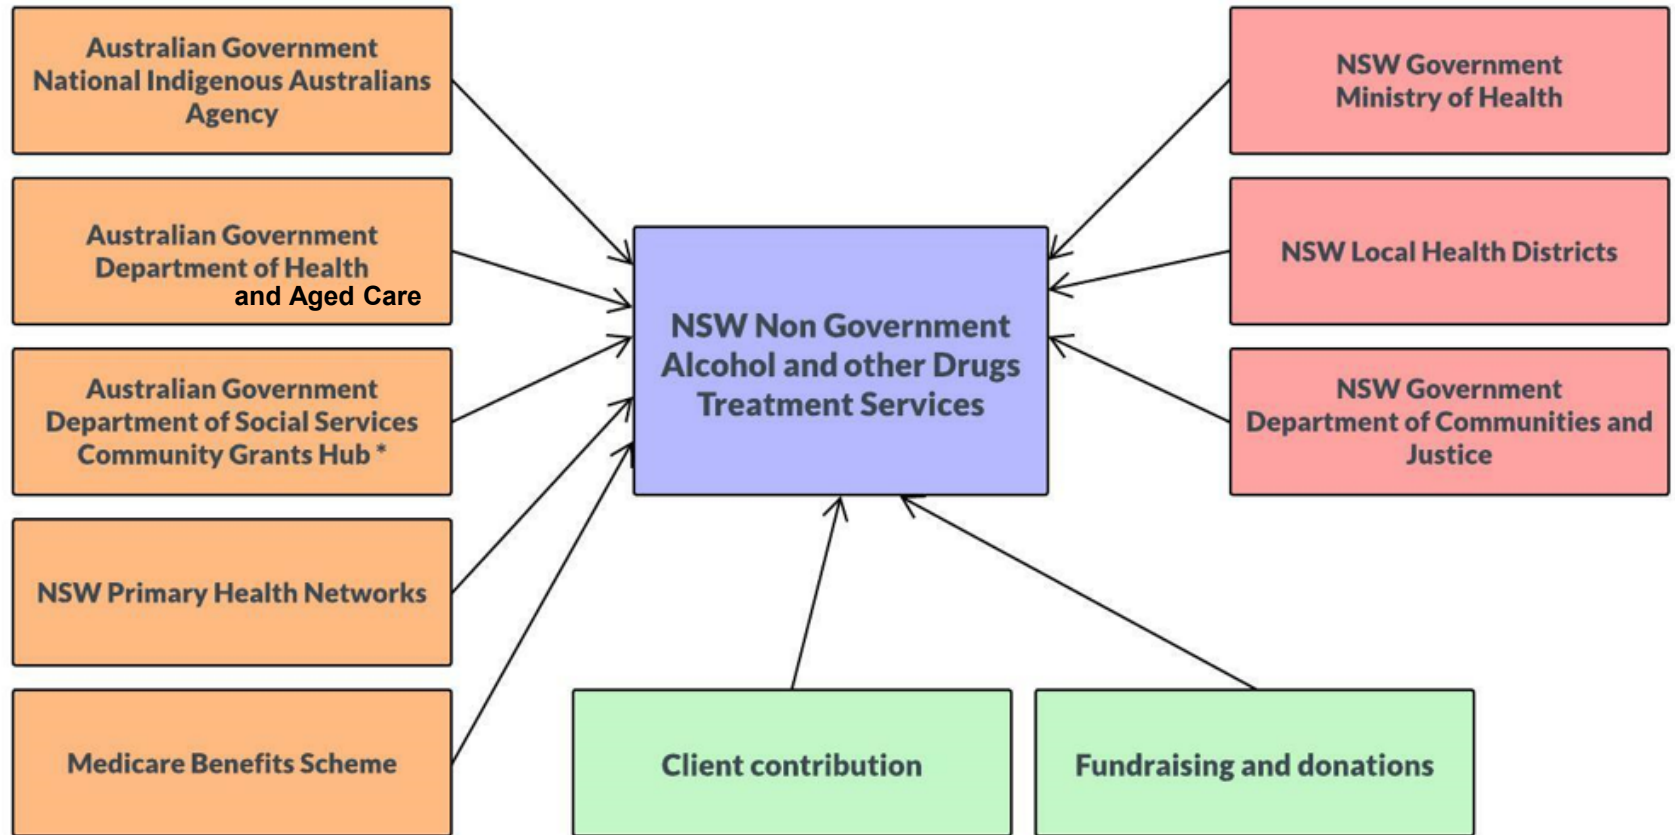 Australian Government
National Indigenous Australians
Agency
Australian Government
Department of Health
and Aged Care
Australian Government
Department of Social Services
Community Grants Hub *
NSW Primary Health Networks
Medicare Benefits Scheme
NSW Non Government
Alcohol and other Drugs
Treatment Services
Client contribution
Fundraising and donations
NSW Government
Ministry of Health
NSW Local Health Districts
NSW Government
Department of Communities and
Justice